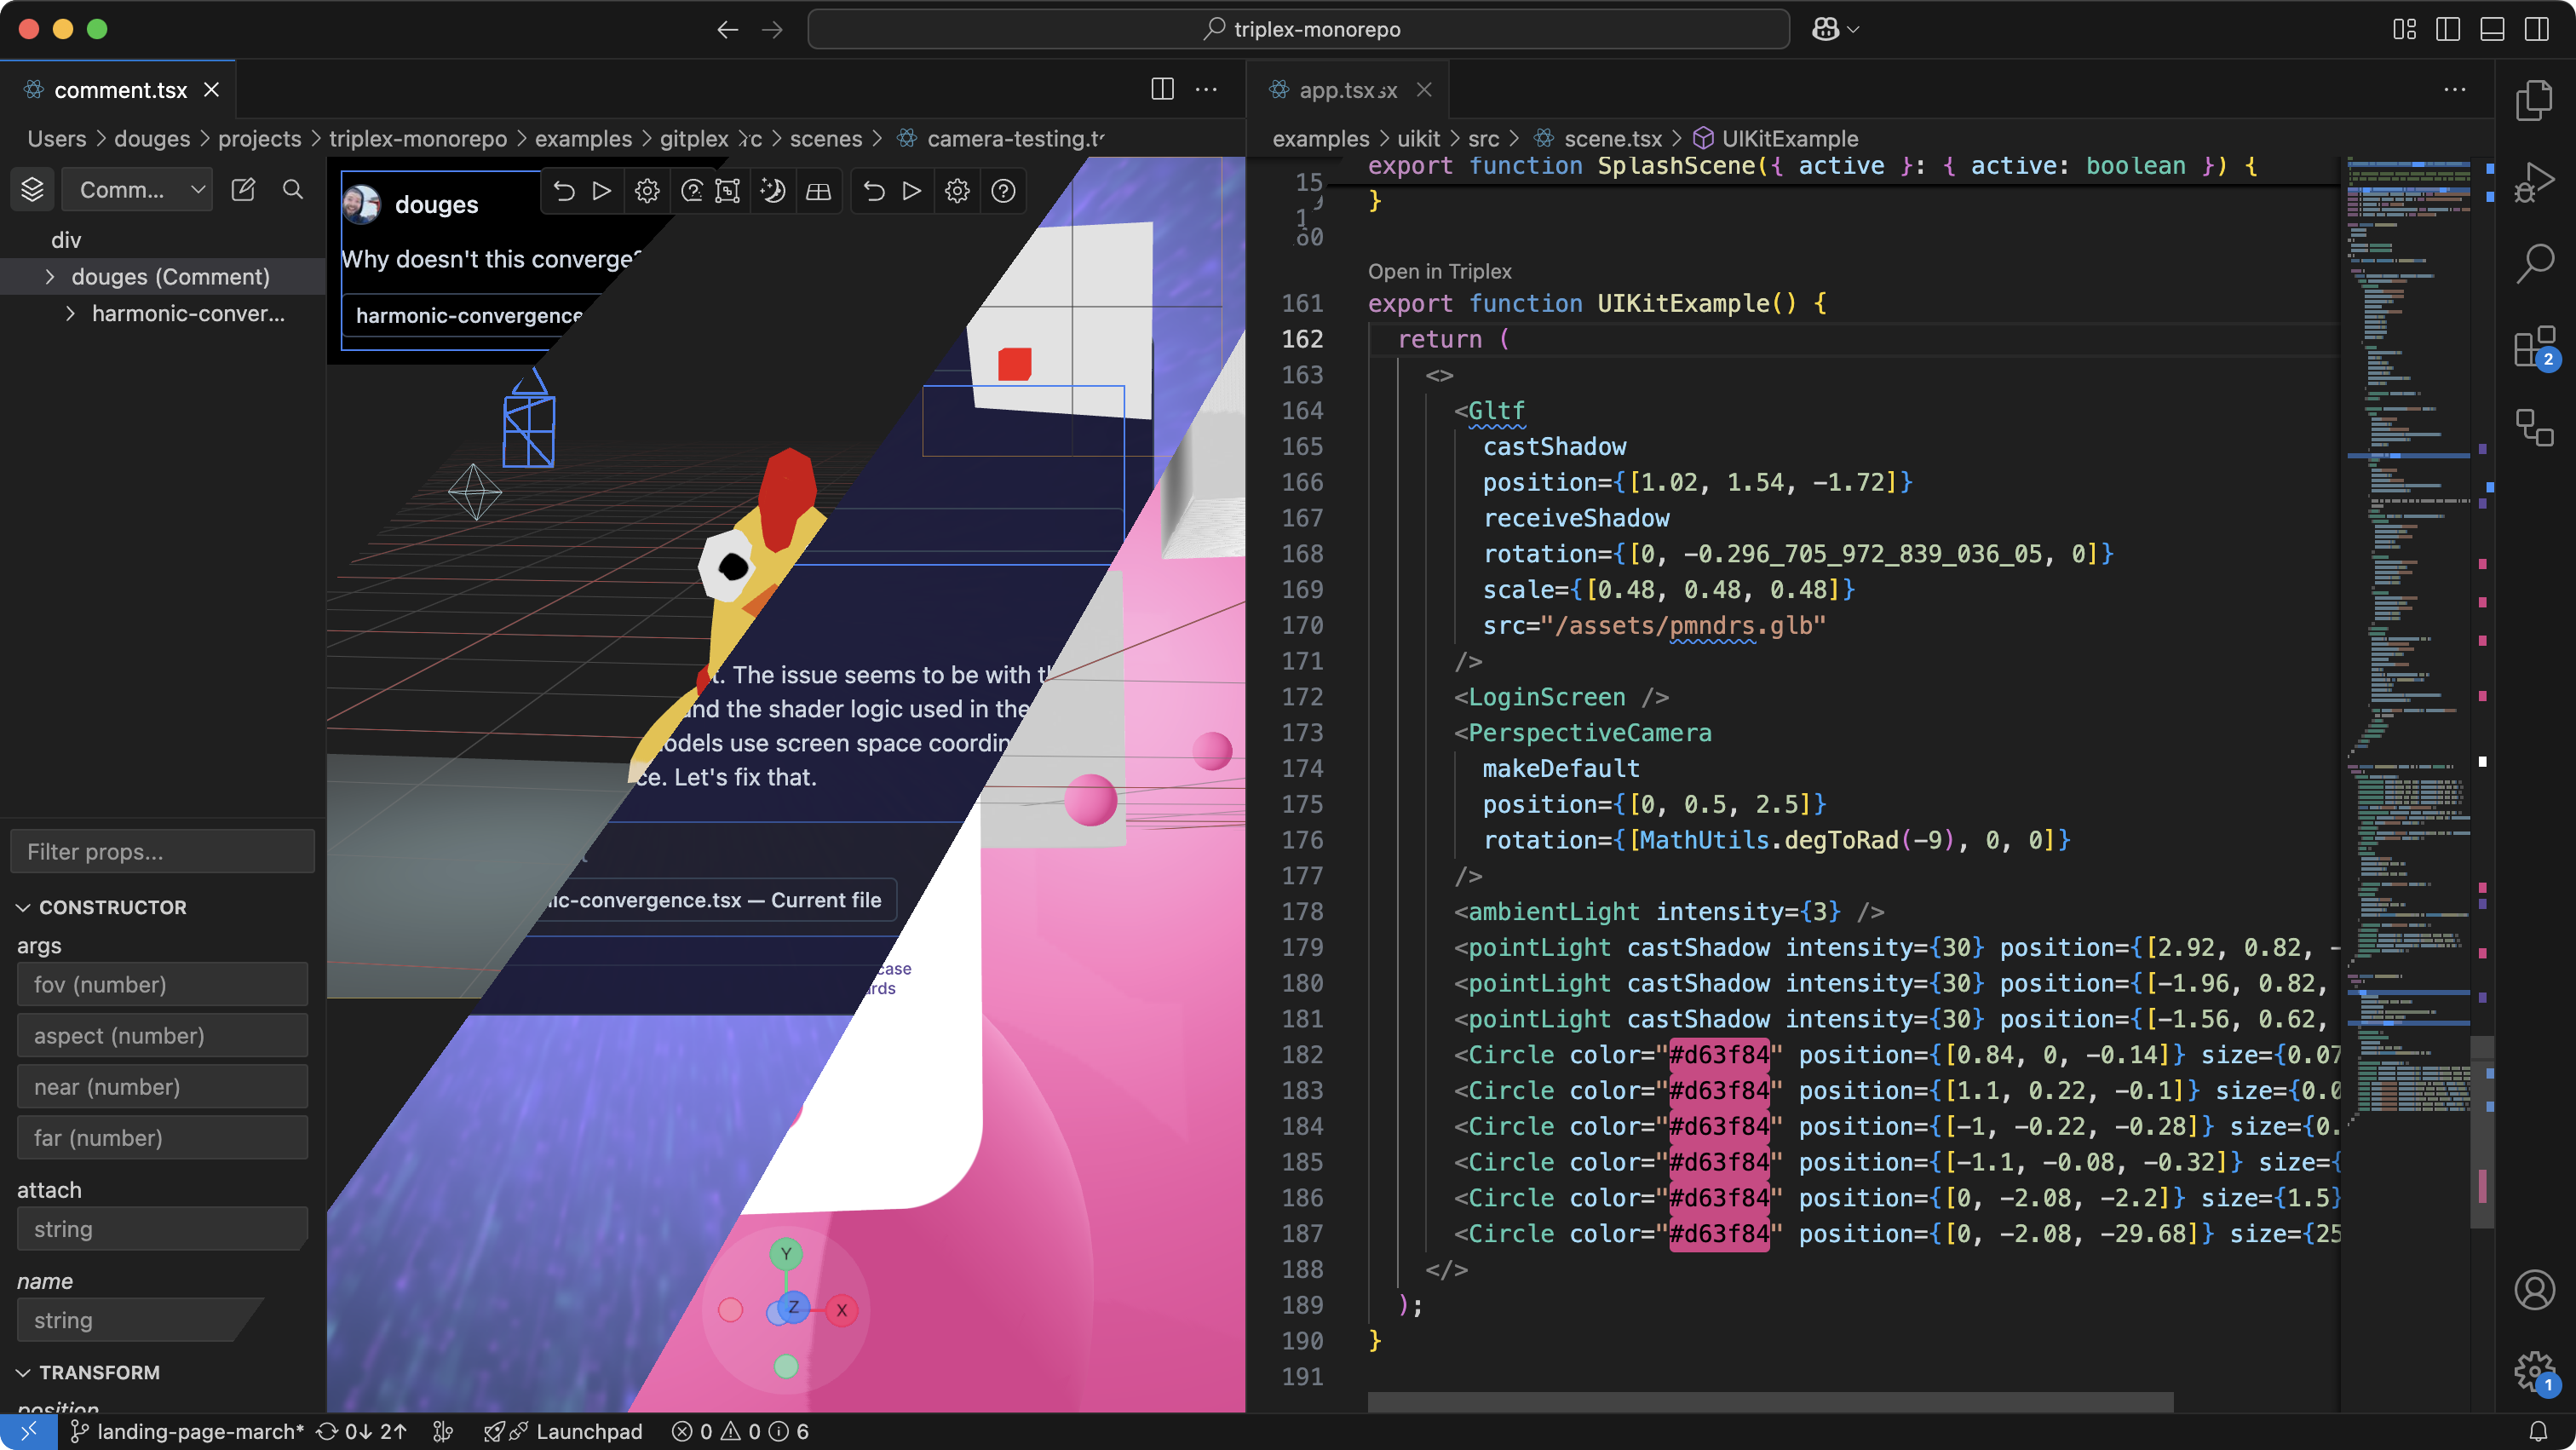 triplex-monorepo
comment.tsx
Users > douges > projects > triplex-monorepo > examples > gitplex rc > scenes > camera-testing.t
Comm...
div
douges (Comment)
harmonic-conver...
Filter props...
CONSTRUCTOR
args
fov (number)
aspect (number)
near (number)
far (number)
attach
string
name
string
TRANSFORM
position
douges
Why doesn't this converge?
harmonic-convergence
t. The issue seems to be with
and the shader logic used in the
models use screen space coordin
ce. Let's fix that.
ic-convergence.tsx — Current file
case
ards
Y
Z
X
app.tsx sx
examples > uikit > src > scene.tsx > UIKitExample
15 export function SplashScene({ active }: { active: boolean }) {
}
Open in Triplex
161 export function UIKitExample() {
162 return (
163 <>
164 <Gltf
165 castShadow
166 position={[1.02, 1.54, -1.72]}
167 receiveShadow
168 rotation={[0, -0.296_705_972_839_036_05, 0]}
169 scale={[0.48, 0.48, 0.48]}
170 src="/assets/pmndrs.glb"
171 />
172 <LoginScreen />
173 <PerspectiveCamera
174 makeDefault
175 position={[0, 0.5, 2.5]}
176 rotation={[MathUtils.degToRad(-9), 0, 0]}
177 />
178 <ambientLight intensity={3} />
179 <pointLight castShadow intensity={30} position={[2.92, 0.82, -
180 <pointLight castShadow intensity={30} position={[-1.96, 0.82,
181 <pointLight castShadow intensity={30} position={[-1.56, 0.62,
182 <Circle color="#d63f84" position={[0.84, 0, -0.14]} size={0.07
183 <Circle color="#d63f84" position={[1.1, 0.22, -0.1]} size={0.0
184 <Circle color="#d63f84" position={[-1, -0.22, -0.28]} size={0.
185 <Circle color="#d63f84" position={[-1.1, -0.08, -0.32]} size={
186 <Circle color="#d63f84" position={[0, -2.08, -2.2]} size={1.5}
187 <Circle color="#d63f84" position={[0, -2.08, -29.68]} size={25
188 </>
189 );
190 }
191
2
1
landing-page-march* 0↓ 2↑ Launchpad 0 0 6